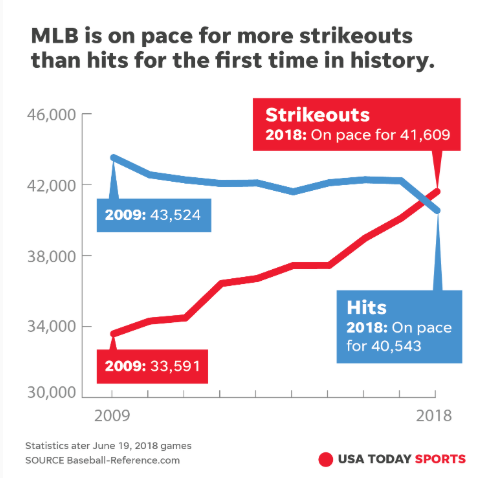 MLB is on pace for more strikeouts
than hits for the first time in history.
46,000
42,000
38,000
34,000
30,000
Strikeouts
2018: On pace for 41,609
2009: 43,524
Hits
2018: On pace
for 40,543
2009: 33,591
2009
2018
Statistics ater June 19, 2018 games
SOURCE Baseball-Reference.com
USA TODAY SPORTS